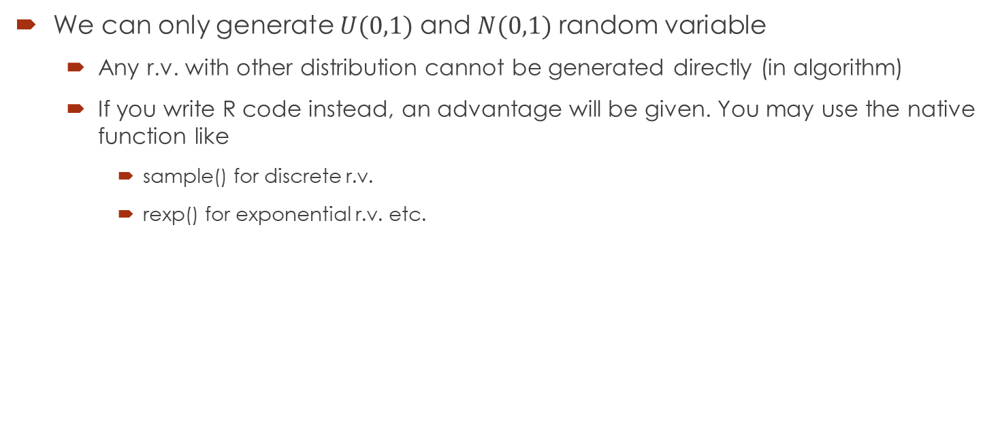 We can only generate U(0,1) and N(0,1) random variable
Any r.v. with other distribution cannot be generated directly (in algorithm)
If you write R code instead, an advantage will be given. You may use the native
function like
sample() for discrete r.v.
rexp() for exponential r.v. etc.